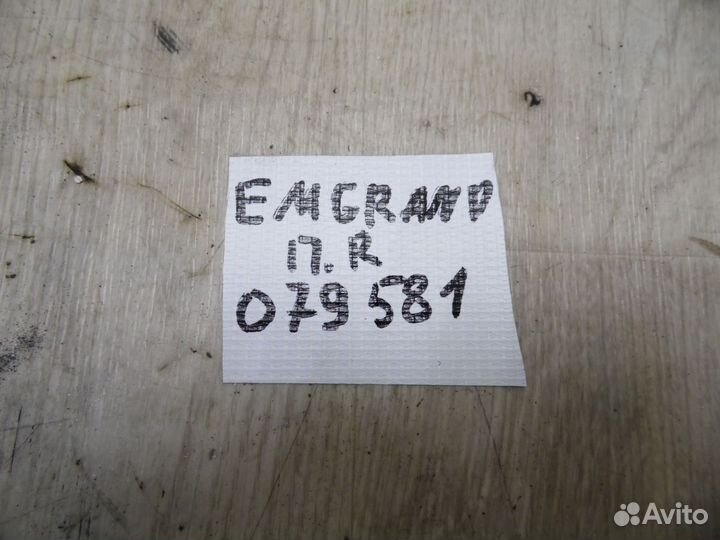 EMGRAND
П.R
079581
Avito